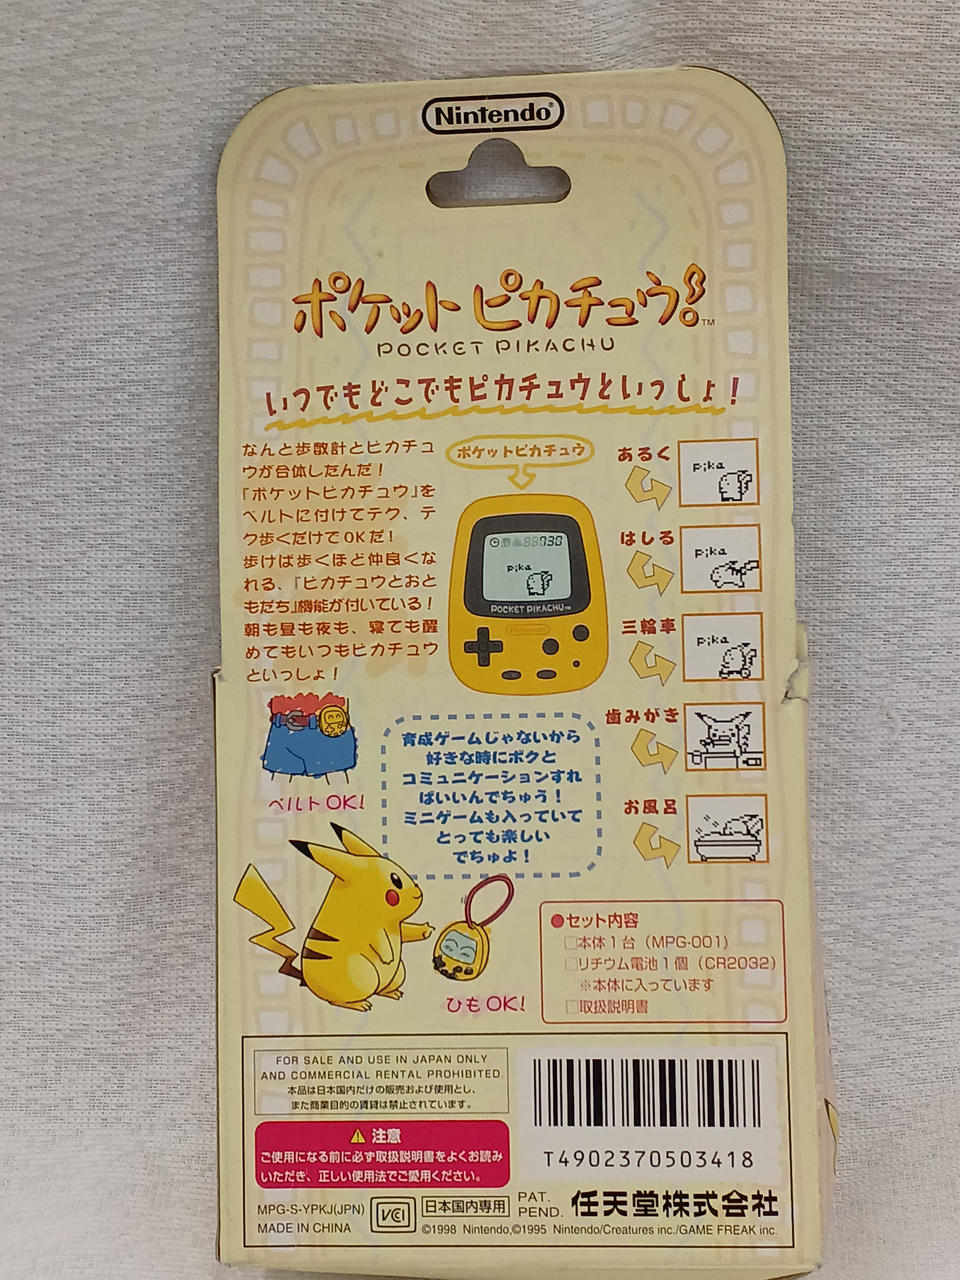 Nintendo®
ポケットピカチュウ!™
POCKET PIKACHU
いつでもどこでもピカチュウといっしょ!
なんと歩数計とピカチュ
ウが合体したんだ!
『ポケットピカチュウ』を
ベルトに付けてテク、テ
ク歩くだけでOKだ!
歩けば歩くほど仲良くな
れる、『ピカチュウとおと
もだち』機能が付いている!
朝も昼も夜も、寝ても醒
めてもいつもピカチュウ
といっしょ!
ポケットピカチュウ
pika
POCKET PIKACHU™
Nintendo
あるく
pika
はしる
pika
三輪車
pika
歯みがき
お風呂
ベルトOK!
育成ゲームじゃないから
好きな時にボクと
コミュニケーションすれ
ばいいんでちゅう!
ミニゲームも入っていて
とっても楽しい
でちゅよ!
ひもOK!
●セット内容
□本体1台(MPG-001)
□リチウム電池1個(CR2032)
※本体に入っています
□取扱説明書
FOR SALE AND USE IN JAPAN ONLY
AND COMMERCIAL RENTAL PROHIBITED.
本品は日本国内だけの販売および使用とし、
また商業目的の賃貸は禁止されています。
⚠注意
ご使用になる前に必ず取扱説明書をよくお読み
いただき、正しい使用法でご愛用ください。
T4902370503418
MPG-S-YPKJ(JPN)
MADE IN CHINA
VCI
日本国内専用
PAT.
PEND.
任天堂株式会社
©1998 Nintendo,©1995 Nintendo/Creatures inc./GAME FREAK inc.